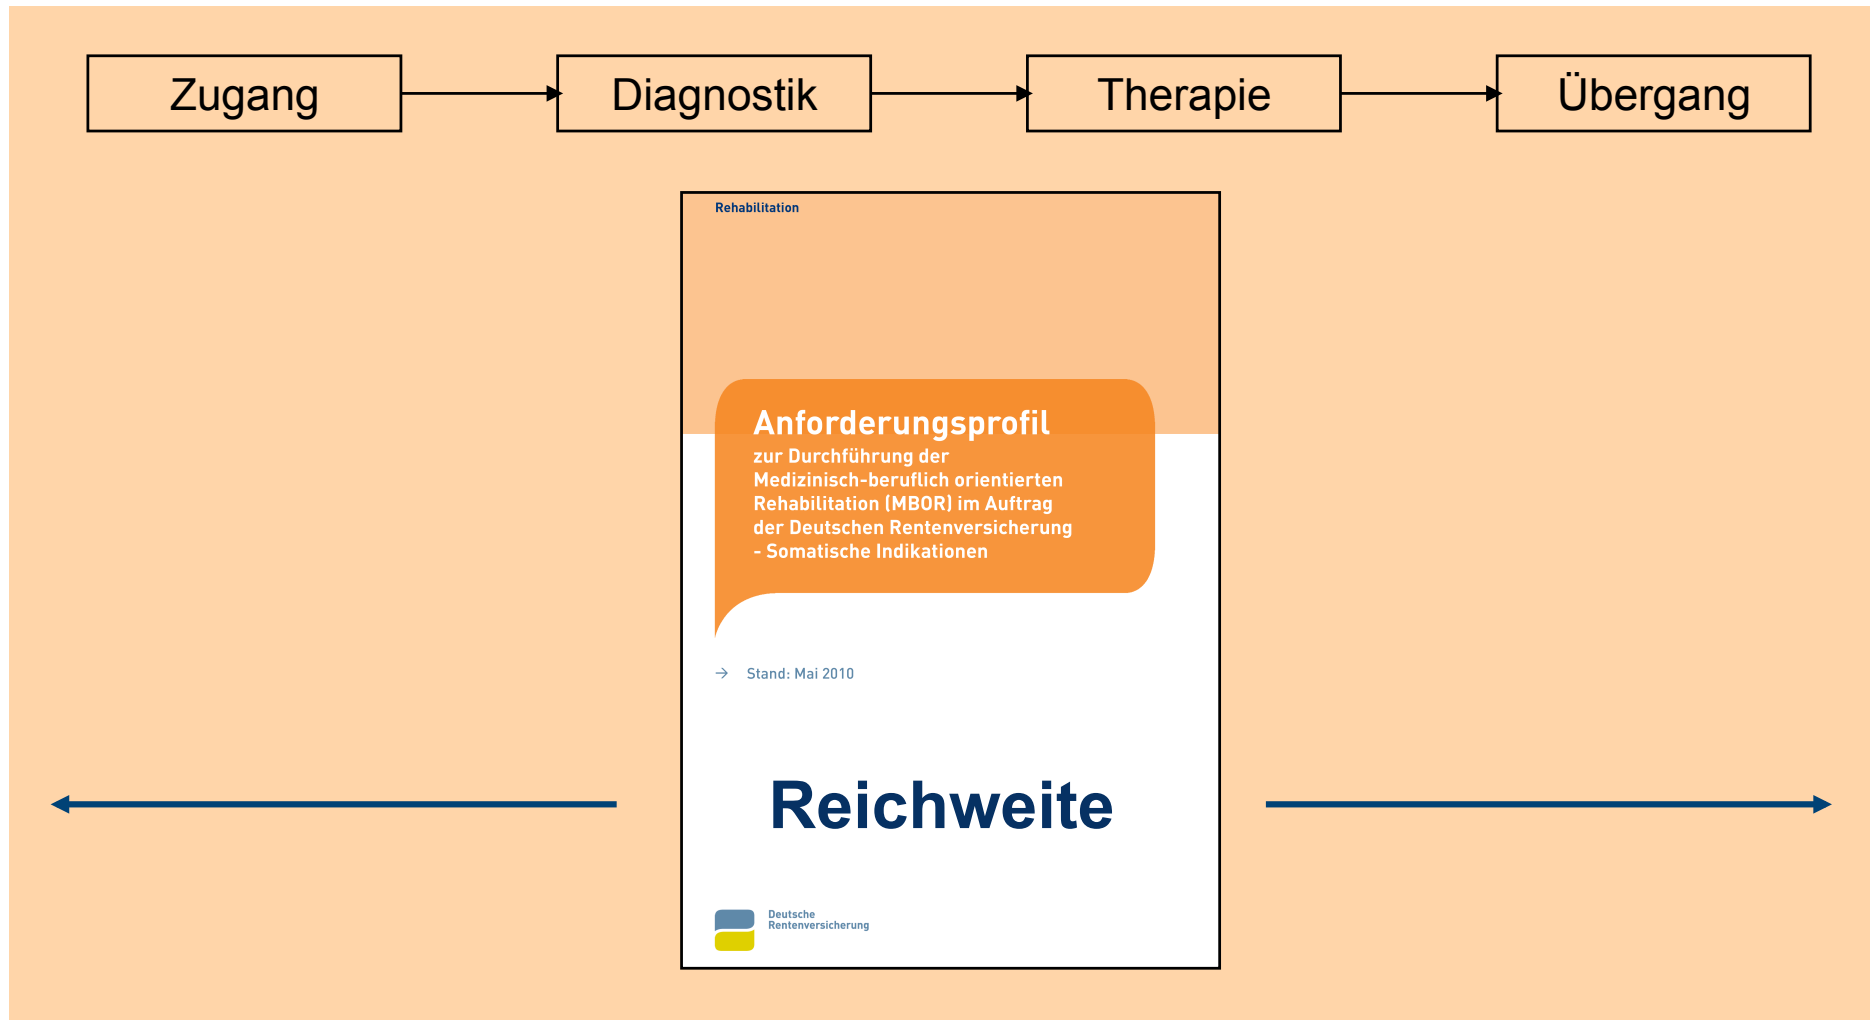 Zugang
Diagnostik
Therapie
Übergang
Rehabilitation
Anforderungsprofil
zur Durchführung der
Medizinisch-beruflich orientierten
Rehabilitation (MBOR) im Auftrag
der Deutschen Rentenversicherung
- Somatische Indikationen
→ Stand: Mai 2010
Reichweite
Deutsche
Rentenversicherung